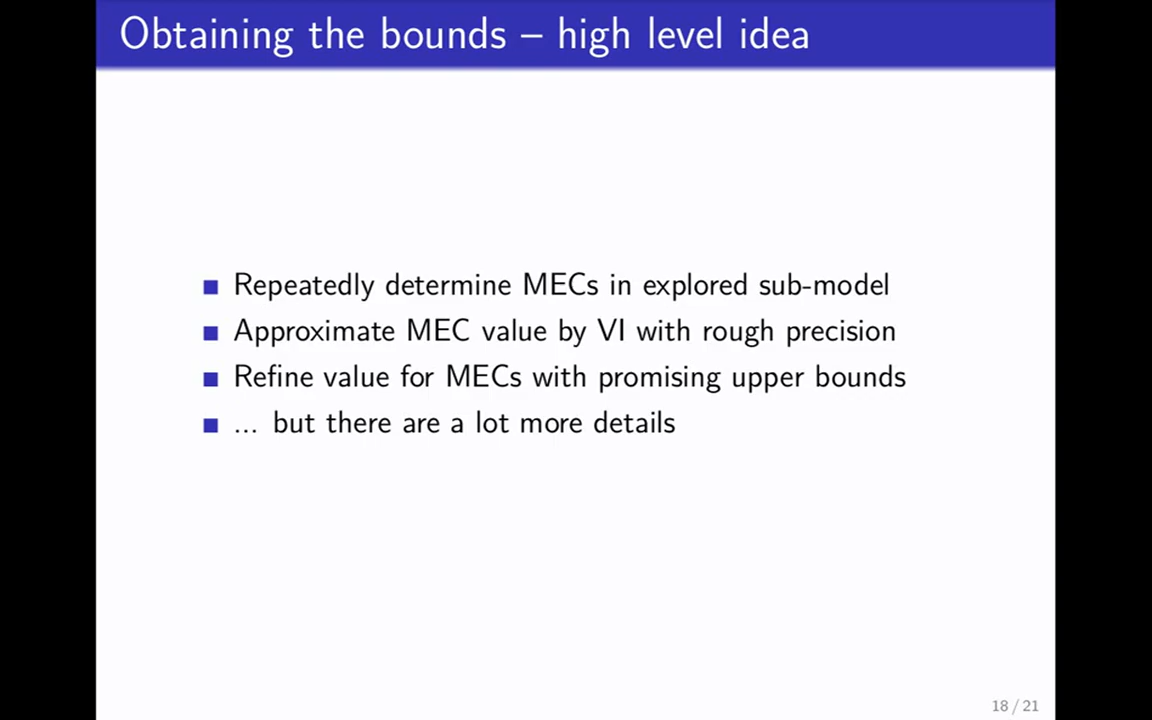 Obtaining the bounds – high level idea
Repeatedly determine MECs in explored sub-model
Approximate MEC value by VI with rough precision
Refine value for MECs with promising upper bounds
... but there are a lot more details
18 / 21